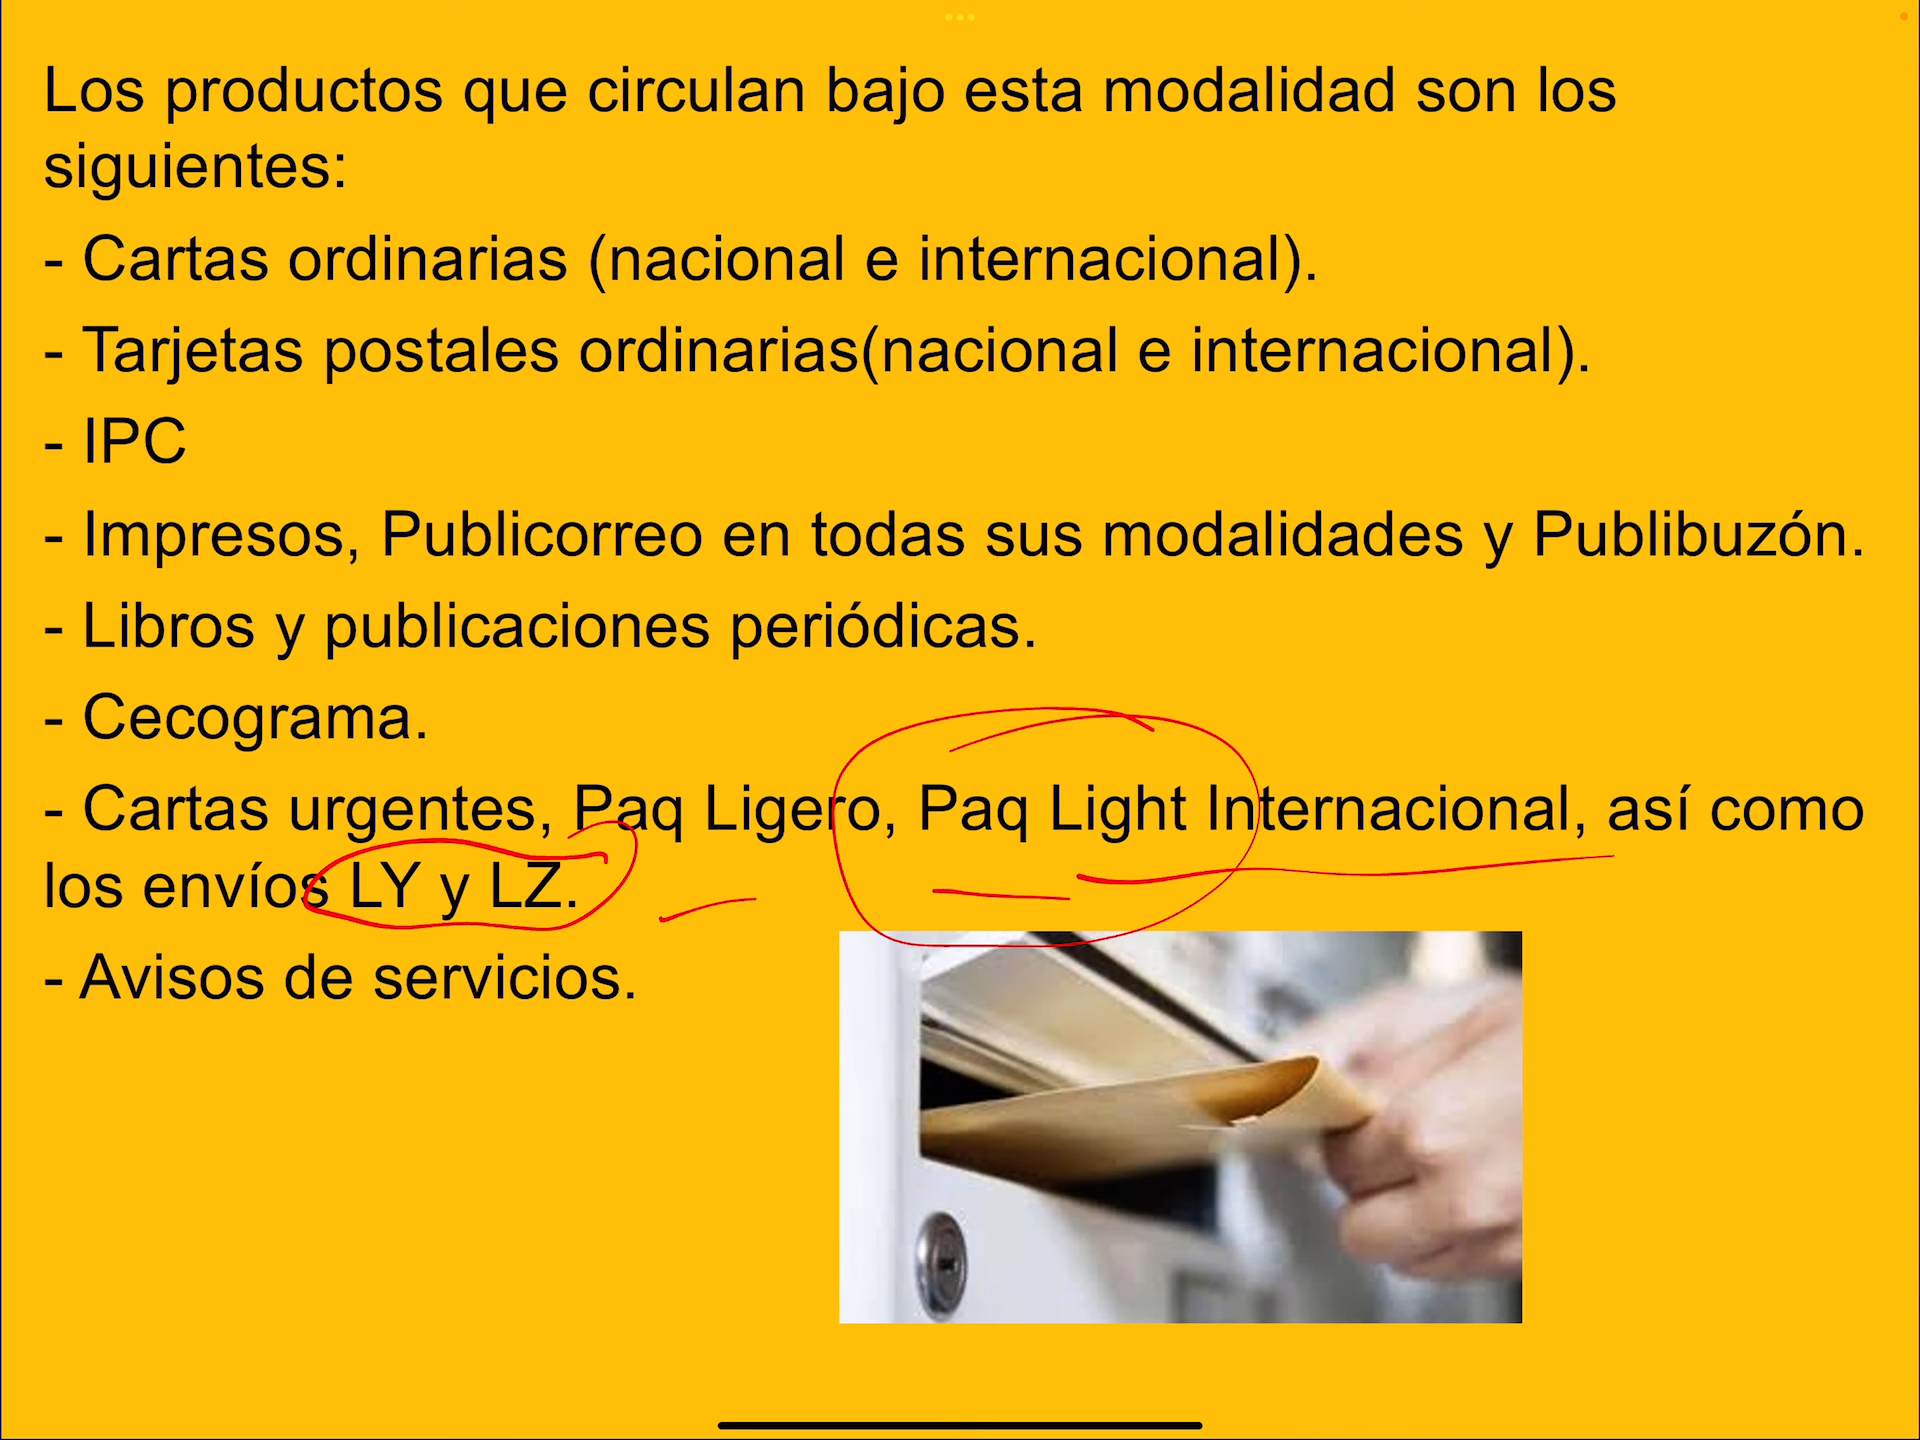 Los productos que circulan bajo esta modalidad son los
siguientes:
- Cartas ordinarias (nacional e internacional).
- Tarjetas postales ordinarias(nacional e internacional).
- IPC
- Impresos, Publicorreo en todas sus modalidades y Publibuzón.
- Libros y publicaciones periódicas.
- Cecograma.
- Cartas urgentes, Paq Ligero, Paq Light Internacional, así como
los envíos LY y LZ.
- Avisos de servicios.